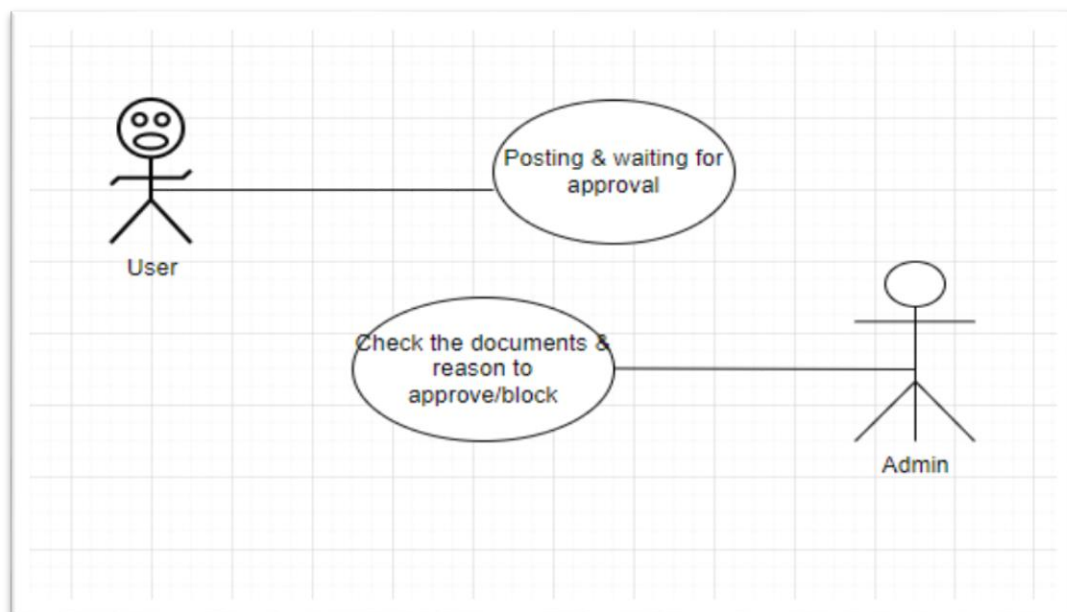 Posting & waiting for
approval
User
Check the documents &
reason to
approve/block
Admin